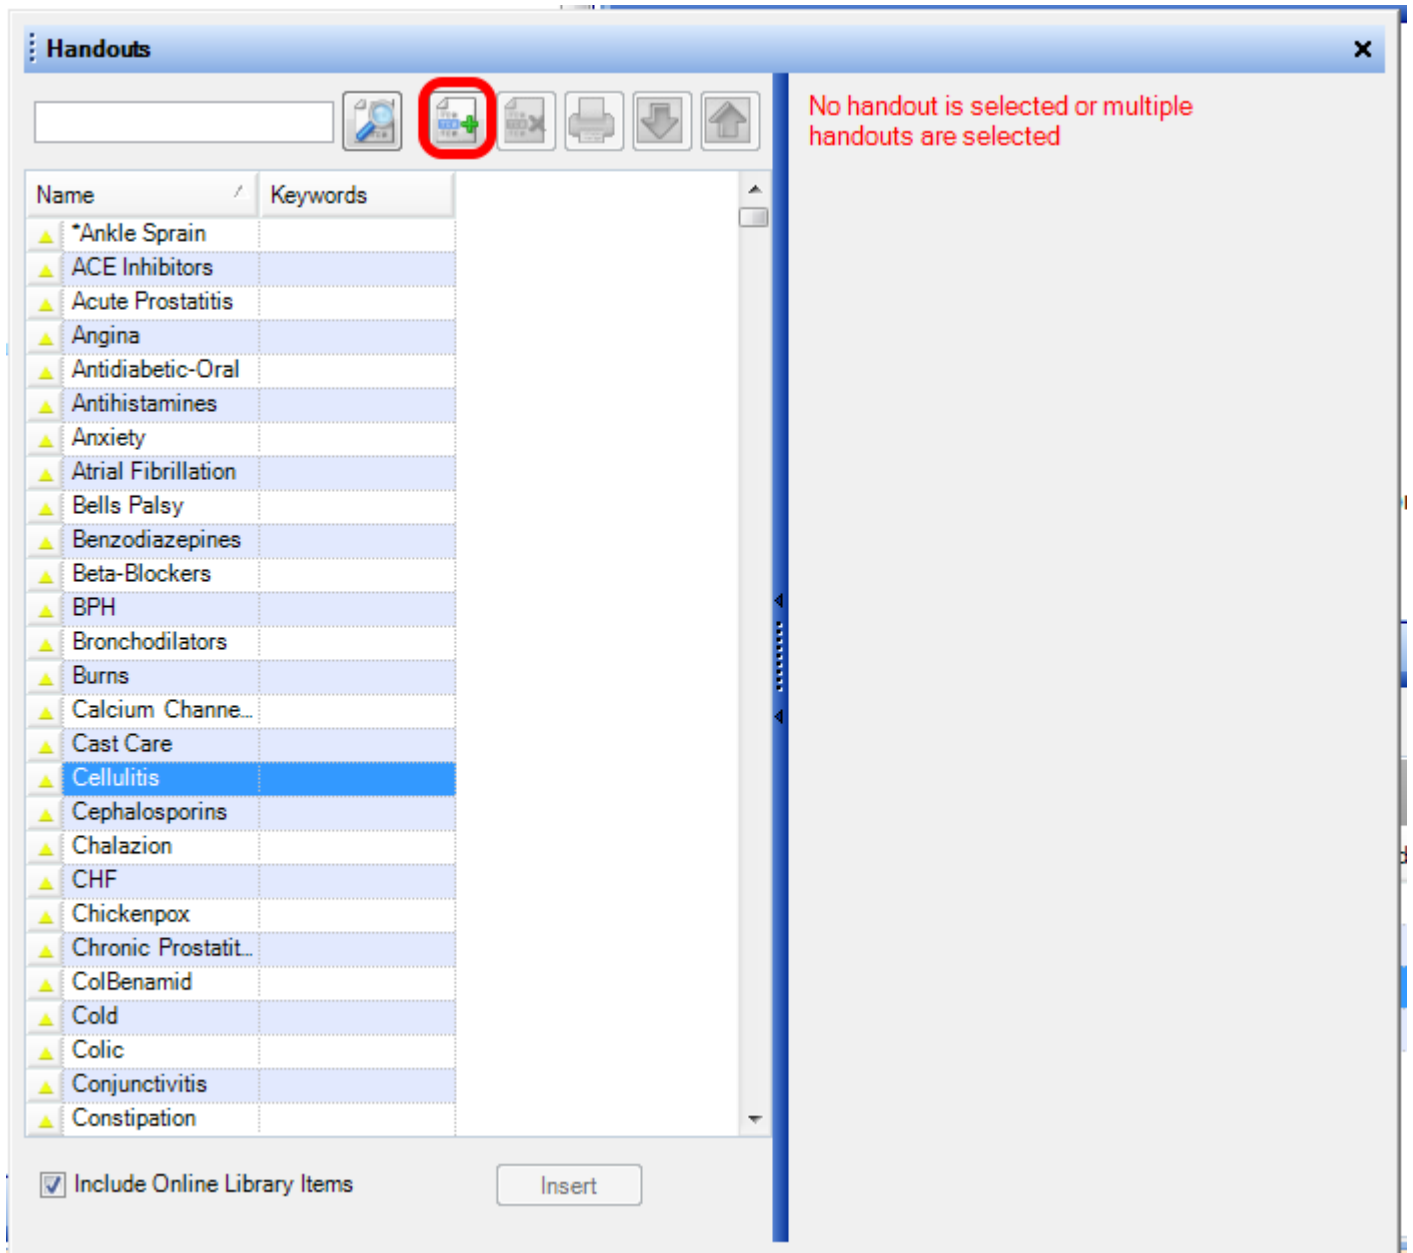 Handouts
No handout is selected or multiple
handouts are selected
Name Keywords
*Ankle Sprain
ACE Inhibitors
Acute Prostatitis
Angina
Antidiabetic-Oral
Antihistamines
Anxiety
Atrial Fibrillation
Bells Palsy
Benzodiazepines
Beta-Blockers
BPH
Bronchodilators
Burns
Calcium Channe...
Cast Care
Cellulitis
Cephalosporins
Chalazion
CHF
Chickenpox
Chronic Prostatit...
ColBenamid
Cold
Colic
Conjunctivitis
Constipation
Include Online Library Items Insert